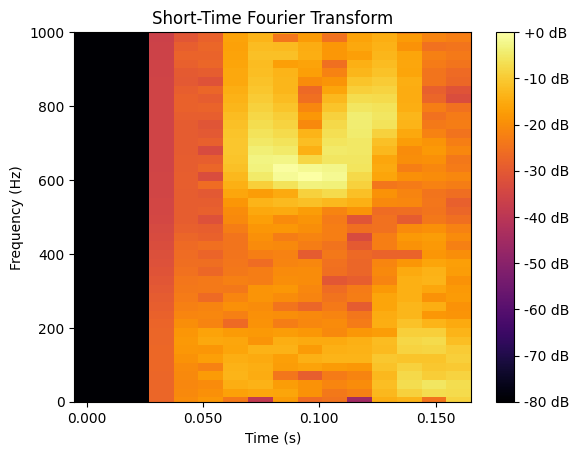 Short-Time Fourier Transform
1000
800
600
400
200
0
Frequency (Hz)
0.000
0.050
0.100
0.150
Time (s)
+0 dB
-10 dB
-20 dB
-30 dB
-40 dB
-50 dB
-60 dB
-70 dB
-80 dB